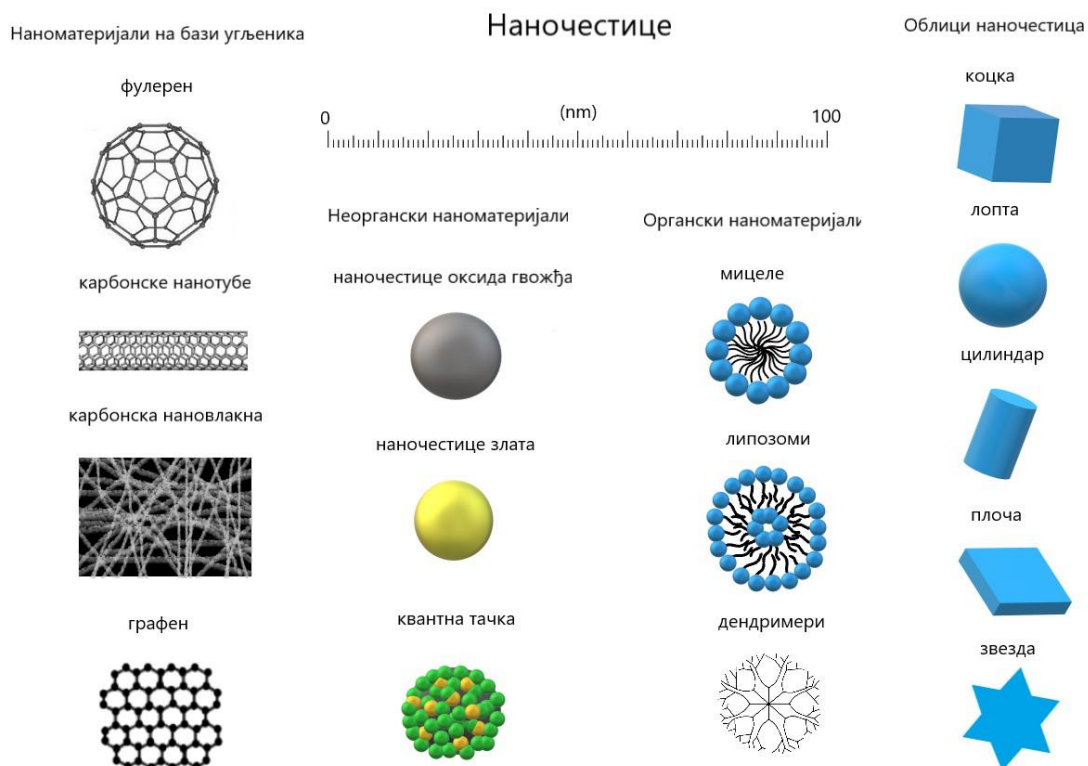 Наночестице
Наноматеријали на бази угљеника
фулерен
карбонске нанотубе
карбонска нановлакна
графен
0
(nm)
100
Неоргански наноматеријали
наночестице оксида гвожђа
наночестице злата
квантна тачка
Органски наноматеријали
мицеле
липозоми
дендримери
Облици наночестица
коцка
лопта
цилиндар
плоча
звезда